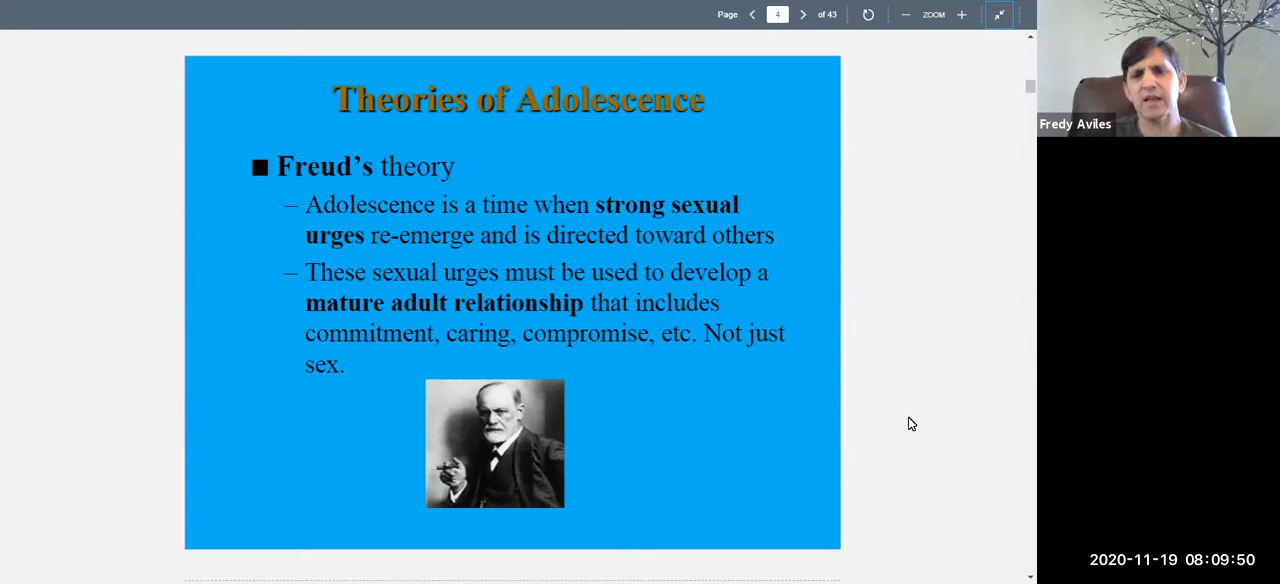 Page 4 of 43 ZOOM
Theories of Adolescence
Freud's theory
– Adolescence is a time when strong sexual
urges re-emerge and is directed toward others
– These sexual urges must be used to develop a
mature adult relationship that includes
commitment, caring, compromise, etc. Not just
sex.
Fredy Aviles
2020-11-19 08:09:50